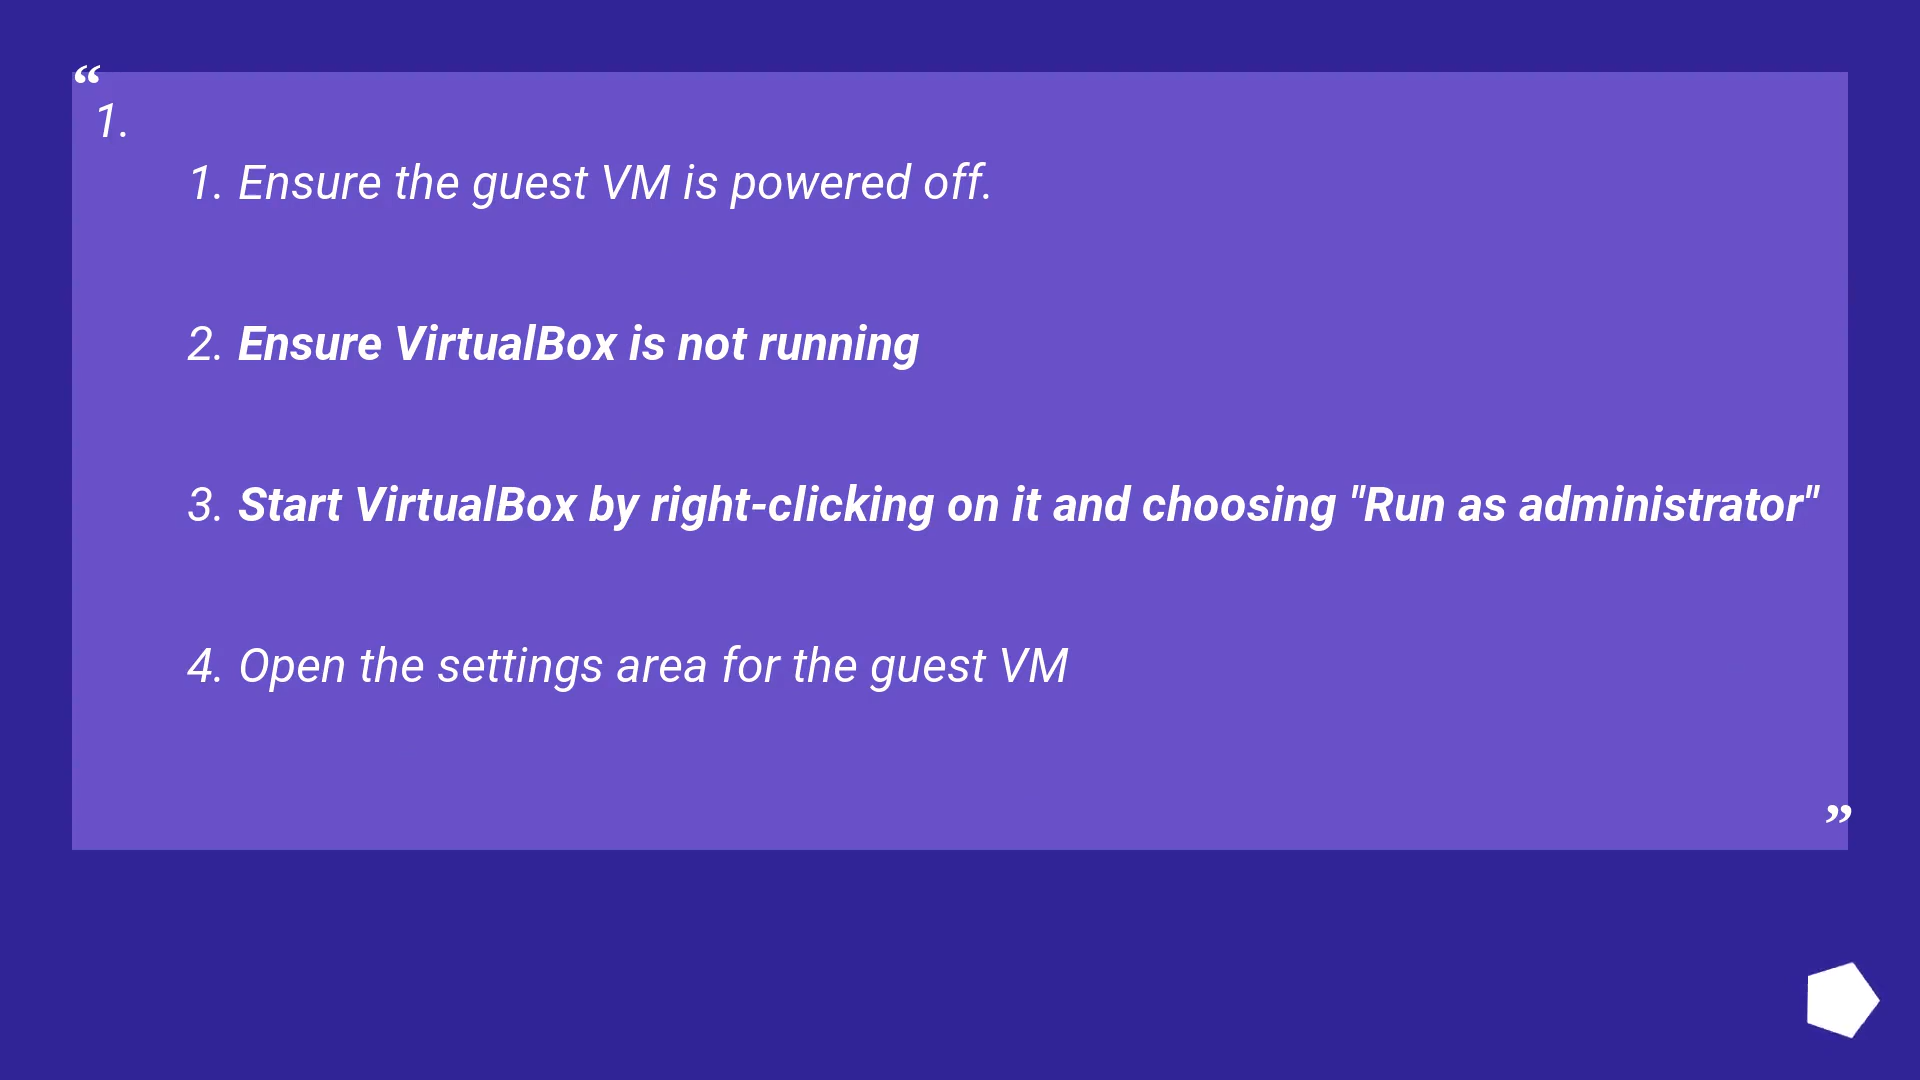 “
1.
1. Ensure the guest VM is powered off.
2. Ensure VirtualBox is not running
3. Start VirtualBox by right-clicking on it and choosing "Run as administrator"
4. Open the settings area for the guest VM
”